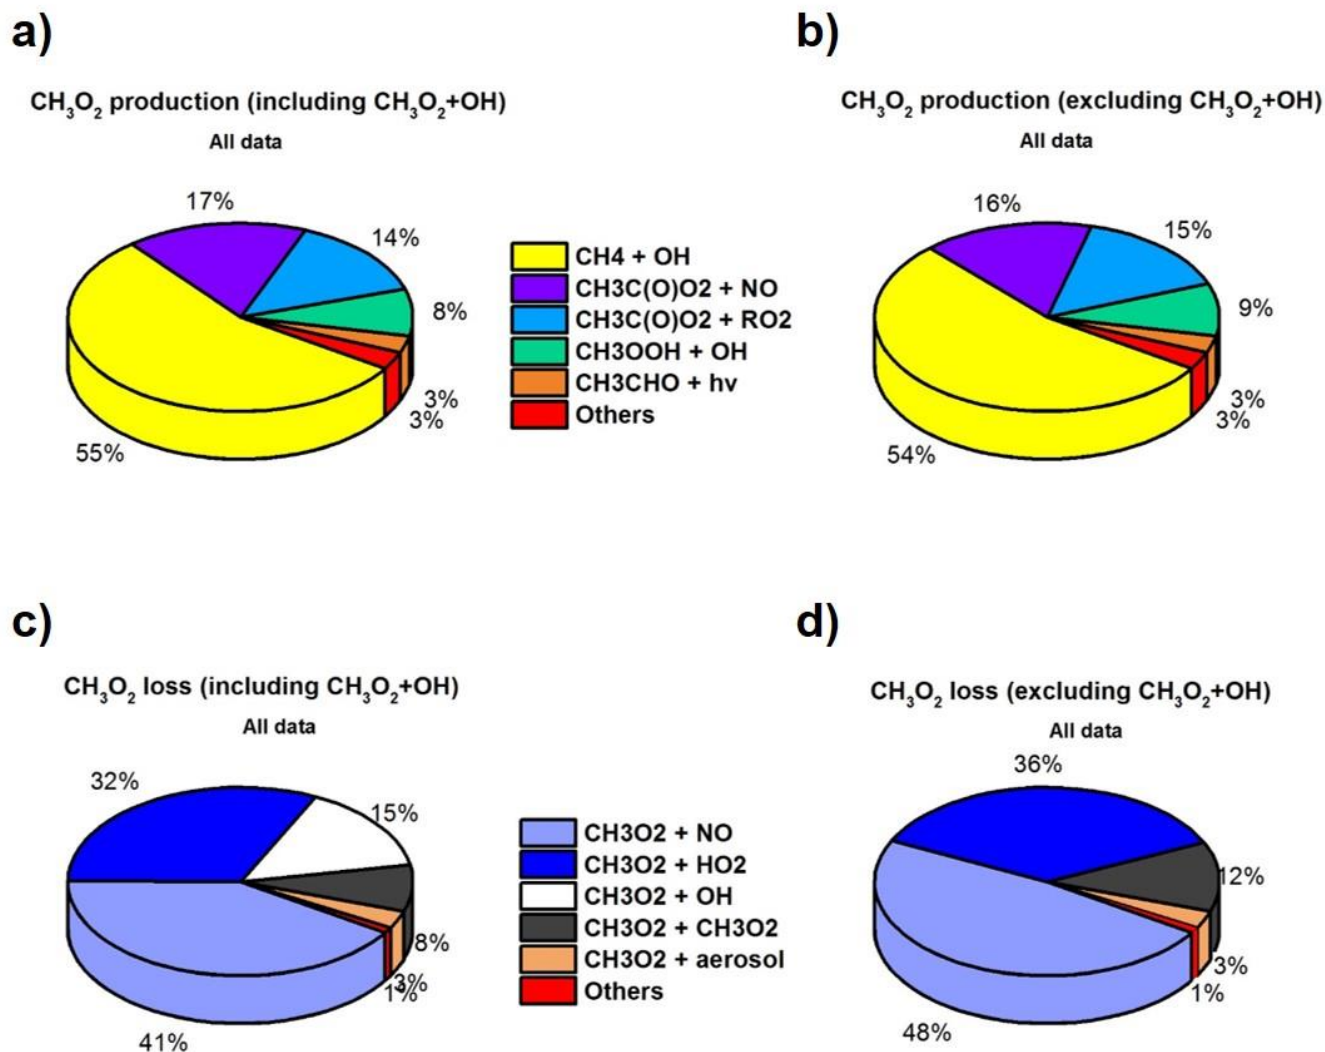 a)
CH₃O₂ production (including CH₃O₂+OH)
All data
17%
14%
8%
3%
3%
55%
CH4 + OH
CH3C(O)O2 + NO
CH3C(O)O2 + RO2
CH3OOH + OH
CH3CHO + hv
Others
b)
CH₃O₂ production (excluding CH₃O₂+OH)
All data
16%
15%
9%
3%
3%
54%
c)
CH₃O₂ loss (including CH₃O₂+OH)
All data
32%
15%
8%
3%
1%
41%
CH3O2 + NO
CH3O2 + HO2
CH3O2 + OH
CH3O2 + CH3O2
CH3O2 + aerosol
Others
d)
CH₃O₂ loss (excluding CH₃O₂+OH)
All data
36%
12%
3%
1%
48%